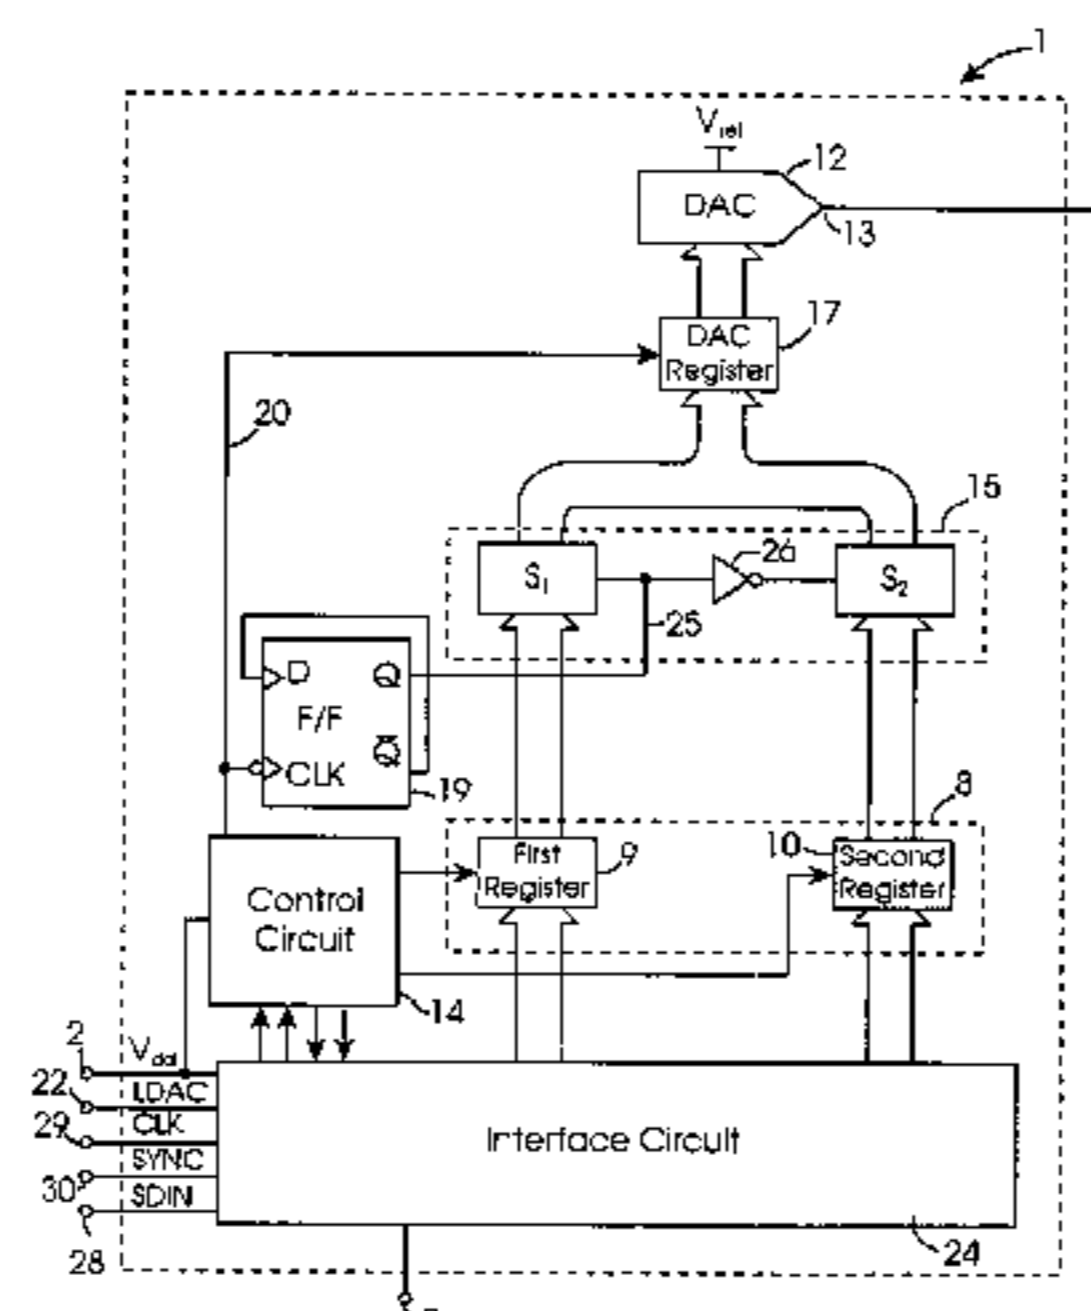 1
Vref
12
DAC
13
17
DAC
Register
20
15
S1
26
S2
25
D
Q
F/F
Q̅
CLK
19
8
First
Register
9
10
Second
Register
Control
Circuit
14
2
Vdd
22
LDAC
29
CLK
30
SYNC
28
SDIN
Interface Circuit
24